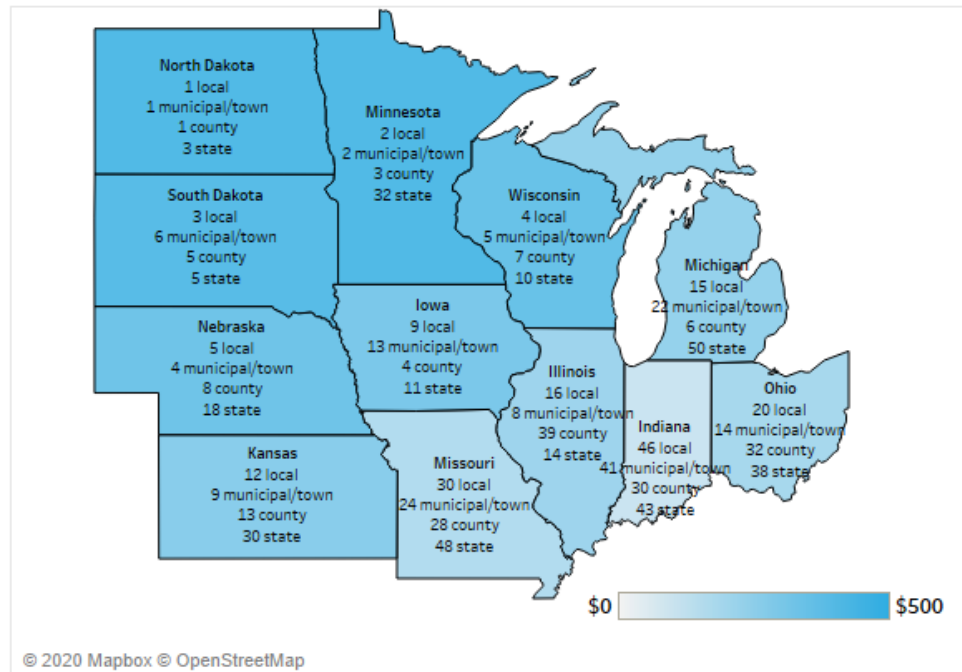 North Dakota
1 local
1 municipal/town
1 county
3 state
Minnesota
2 local
2 municipal/town
3 county
32 state
South Dakota
3 local
6 municipal/town
5 county
5 state
Wisconsin
4 local
5 municipal/town
7 county
10 state
Michigan
15 local
22 municipal/town
6 county
50 state
Nebraska
5 local
4 municipal/town
8 county
18 state
Iowa
9 local
13 municipal/town
4 county
11 state
Illinois
16 local
8 municipal/town
39 county
14 state
Indiana
46 local
41 municipal/town
30 county
43 state
Ohio
20 local
14 municipal/town
32 county
38 state
Kansas
12 local
9 municipal/town
13 county
30 state
Missouri
30 local
24 municipal/town
28 county
48 state
$0 $500
© 2020 Mapbox © OpenStreetMap